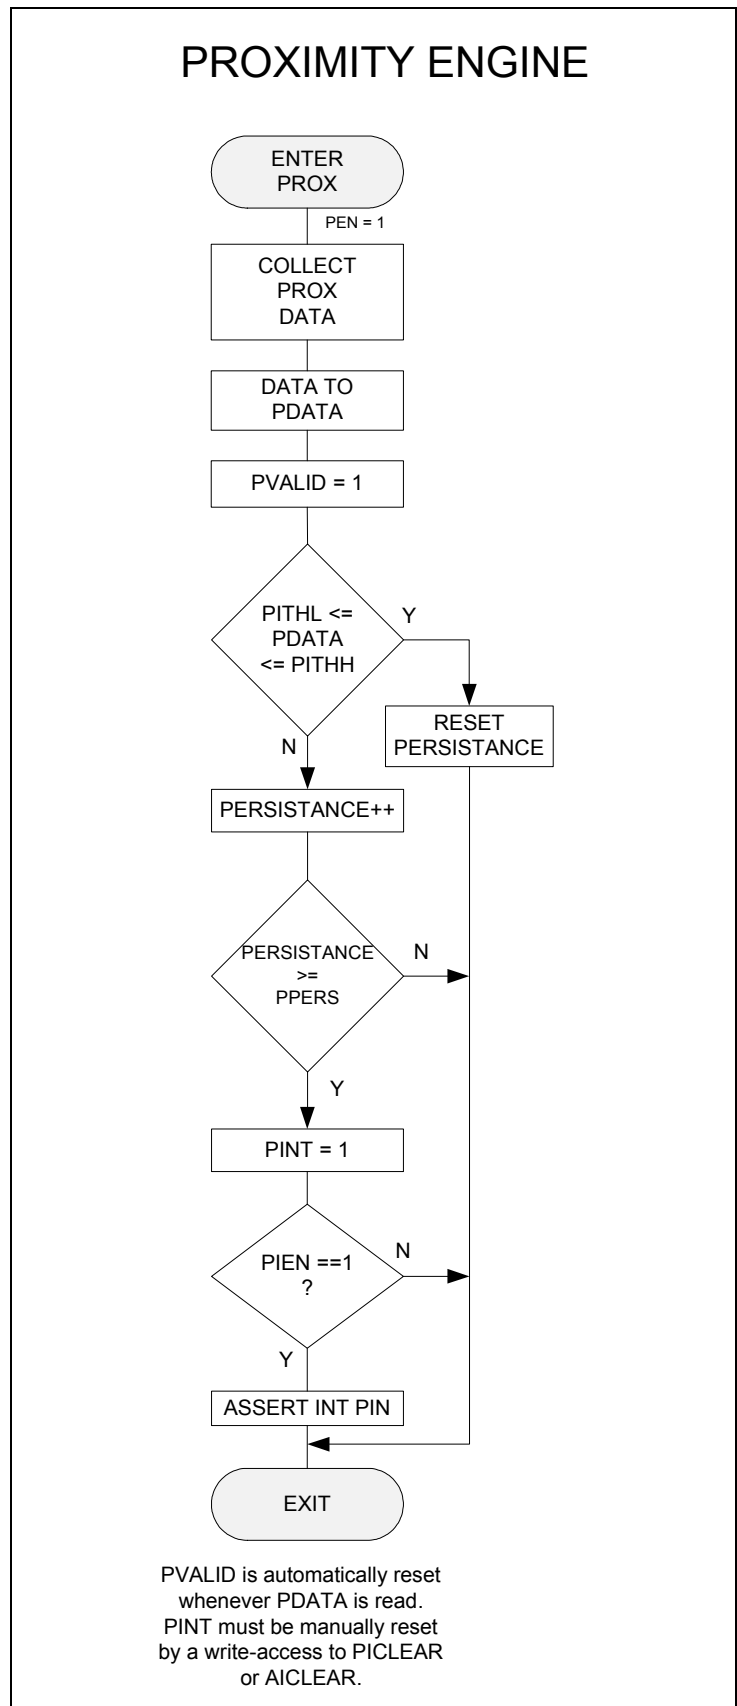 PROXIMITY ENGINE
ENTER
PROX
PEN = 1
COLLECT
PROX
DATA
DATA TO
PDATA
PVALID = 1
PITHL <=
PDATA
<= PITHH
Y
RESET
PERSISTANCE
N
PERSISTANCE++
PERSISTANCE
>=
PPERS
N
Y
PINT = 1
PIEN ==1
?
N
Y
ASSERT INT PIN
EXIT
PVALID is automatically reset
whenever PDATA is read.
PINT must be manually reset
by a write-access to PICLEAR
or AICLEAR.